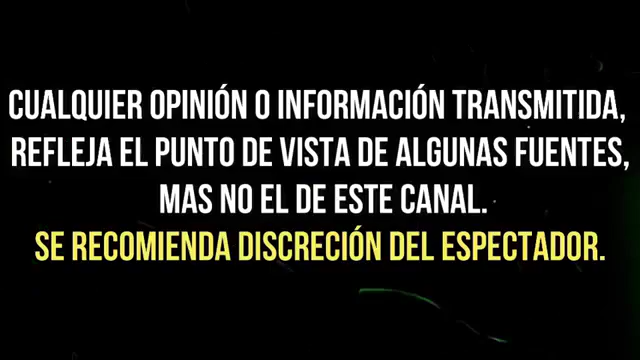 CUALQUIER OPINIÓN O INFORMACIÓN TRANSMITIDA,
REFLEJA EL PUNTO DE VISTA DE ALGUNAS FUENTES,
MAS NO EL DE ESTE CANAL.
SE RECOMIENDA DISCRECIÓN DEL ESPECTADOR.